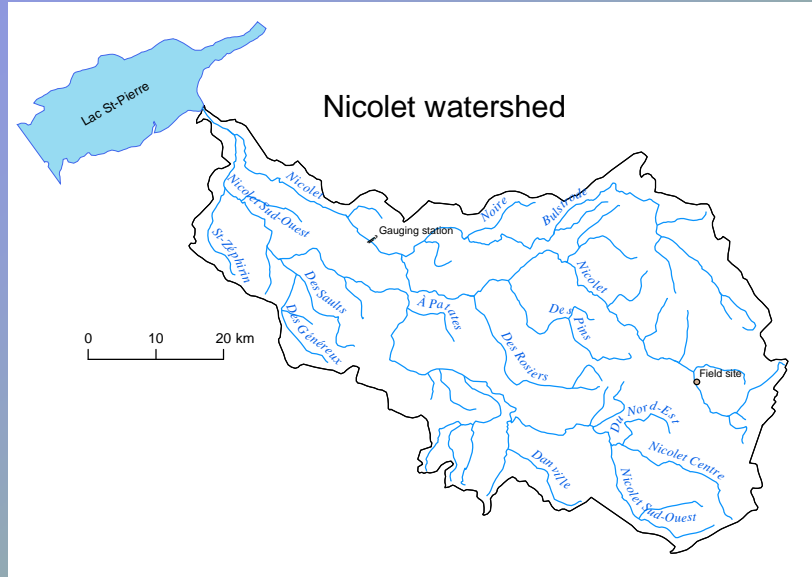 Lac St-Pierre
Nicolet watershed
Nicolet
Nicolet Sud-Ouest
St-Zéphirin
Gauging station
Noire
Bulstrode
Des Saults
Des Généreux
À Patates
Nicolet
Des Pins
Des Rosiers
0 10 20 km
Field site
Du Nord-Est
Nicolet Centre
Danville
Nicolet Sud-Ouest